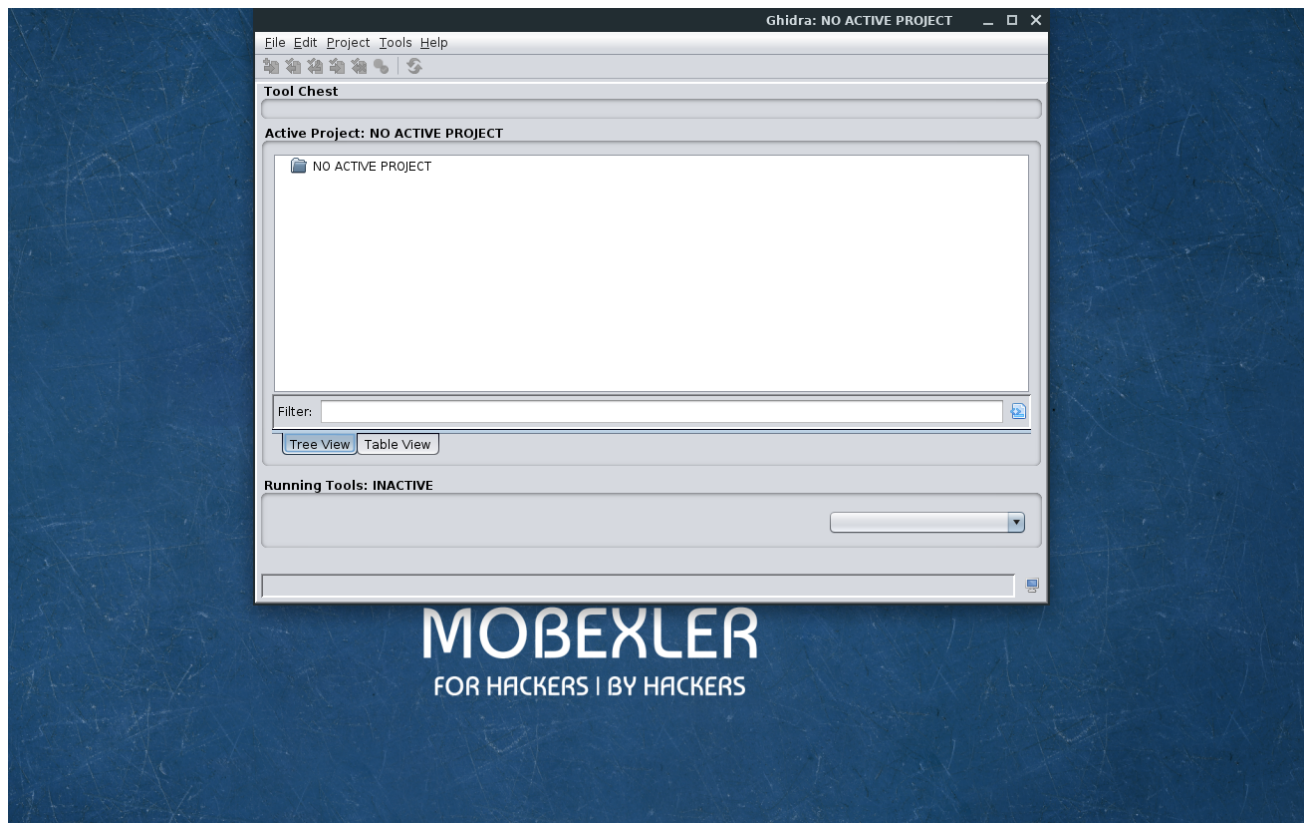 Ghidra: NO ACTIVE PROJECT
File Edit Project Tools Help
Tool Chest
Active Project: NO ACTIVE PROJECT
NO ACTIVE PROJECT
Filter:
Tree View Table View
Running Tools: INACTIVE
MOBEXLER
FOR HACKERS | BY HACKERS